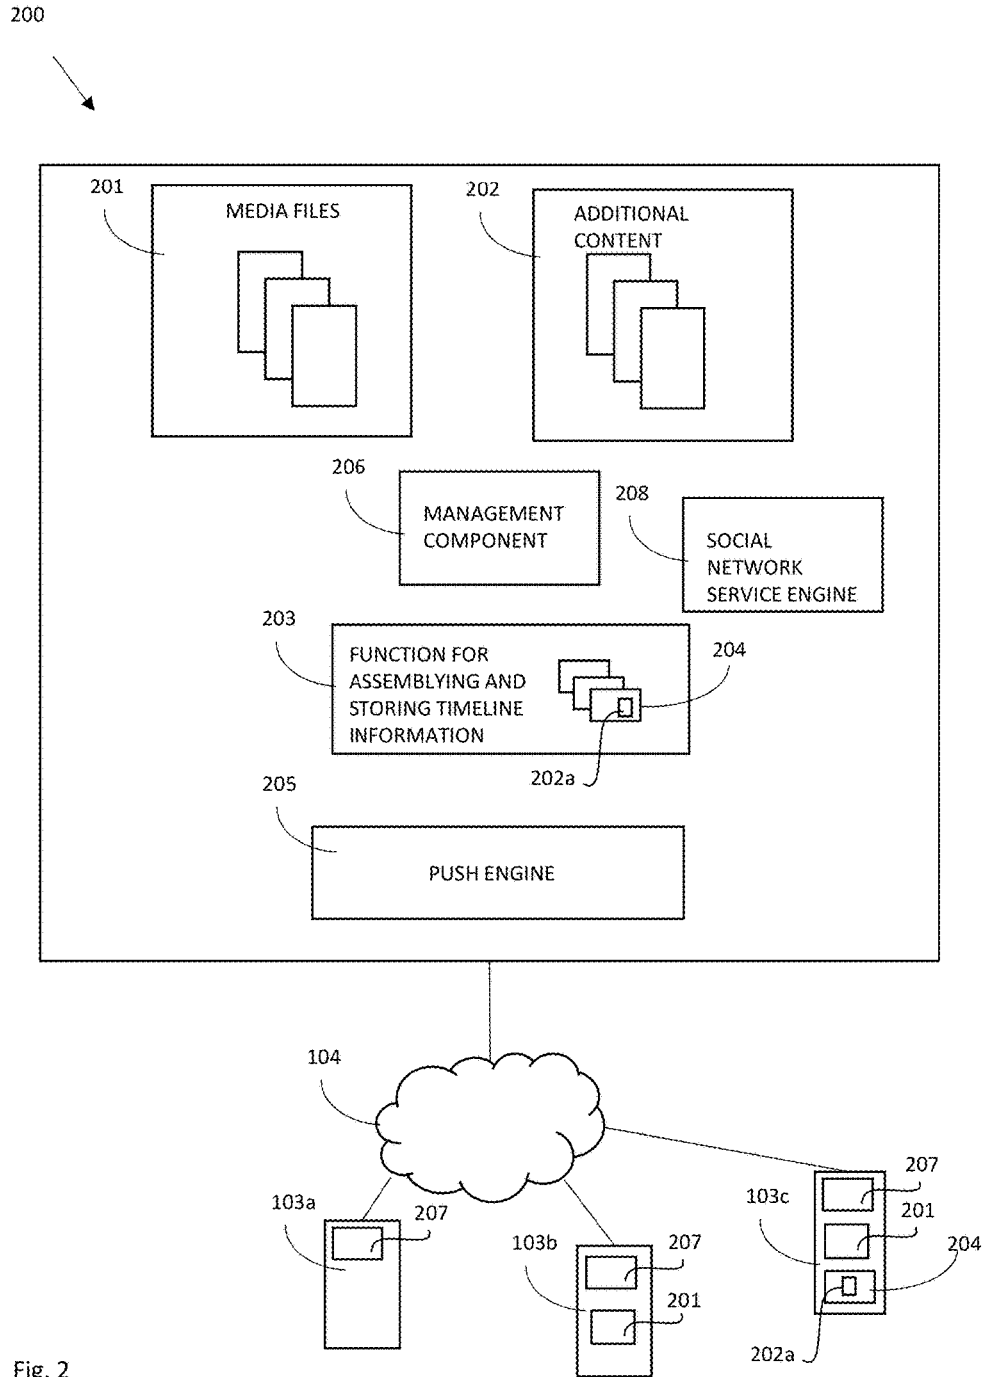 200
201
MEDIA FILES
202
ADDITIONAL
CONTENT
206
MANAGEMENT
COMPONENT
208
SOCIAL
NETWORK
SERVICE ENGINE
203
FUNCTION FOR
ASSEMBLYING AND
STORING TIMELINE
INFORMATION
204
202a
205
PUSH ENGINE
104
103a
207
103b
207
201
103c
207
201
204
202a
Fig. 2